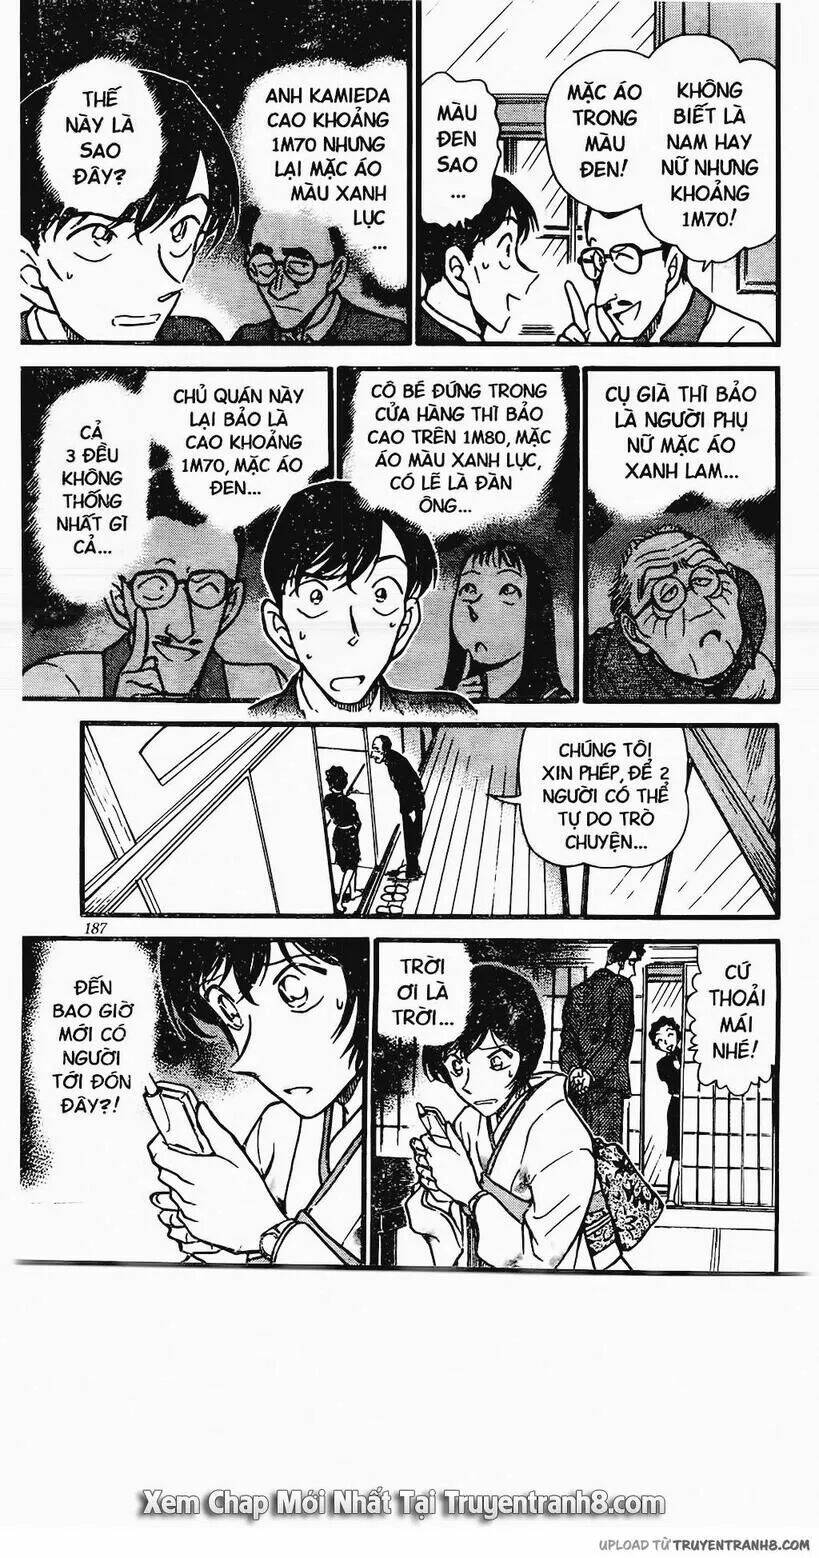 KHÔNG
BIẾT LÀ
NAM HAY
NỮ NHƯNG
KHOẢNG
1M70!
MẶC ÁO
TRONG
MÀU
ĐEN!
MÀU
ĐEN
SAO
...
ANH KAMIEDA
CAO KHOẢNG
1M70 NHƯNG
LẠI MẶC ÁO
MÀU XANH
LỤC
...
THẾ
NÀY LÀ
SAO
ĐÂY?
CỤ GIÀ THÌ BẢO
LÀ NGƯỜI PHỤ
NỮ MẶC ÁO
XANH LAM...
CÔ BÉ ĐỨNG TRONG
CỬA HÀNG THÌ BẢO
CAO TRÊN 1M80, MẶC
ÁO MÀU XANH LỤC,
CÓ LẼ LÀ ĐÀN
ÔNG...
CHỦ QUÁN NÀY
LẠI BẢO LÀ
CAO KHOẢNG
1M70, MẶC ÁO
ĐEN...
CẢ
3 ĐỀU
KHÔNG
THỐNG
NHẤT GÌ
CẢ...
CHÚNG TÔI
XIN PHÉP, ĐỂ 2
NGƯỜI CÓ THỂ
TỰ DO TRÒ
CHUYỆN...
187
CỨ
THOẢI
MÁI
NHÉ!
TRỜI
ƠI LÀ
TRỜI...
ĐẾN
BAO GIỜ
MỚI CÓ
NGƯỜI
TỚI ĐÓN
ĐÂY?!
Xem Chap Mới Nhất Tại Truyentranh8.com
UPLOAD TỪ TRUYENTRANH8.COM